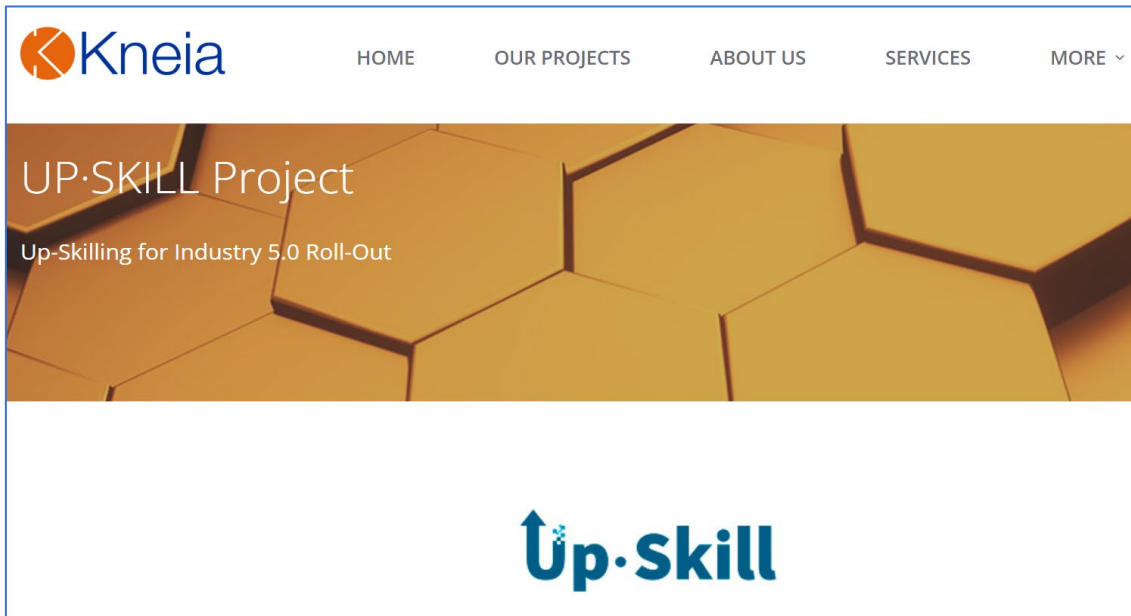 Kneia
HOME OUR PROJECTS ABOUT US SERVICES MORE
UP·SKILL Project
Up-Skilling for Industry 5.0 Roll-Out
Up·Skill